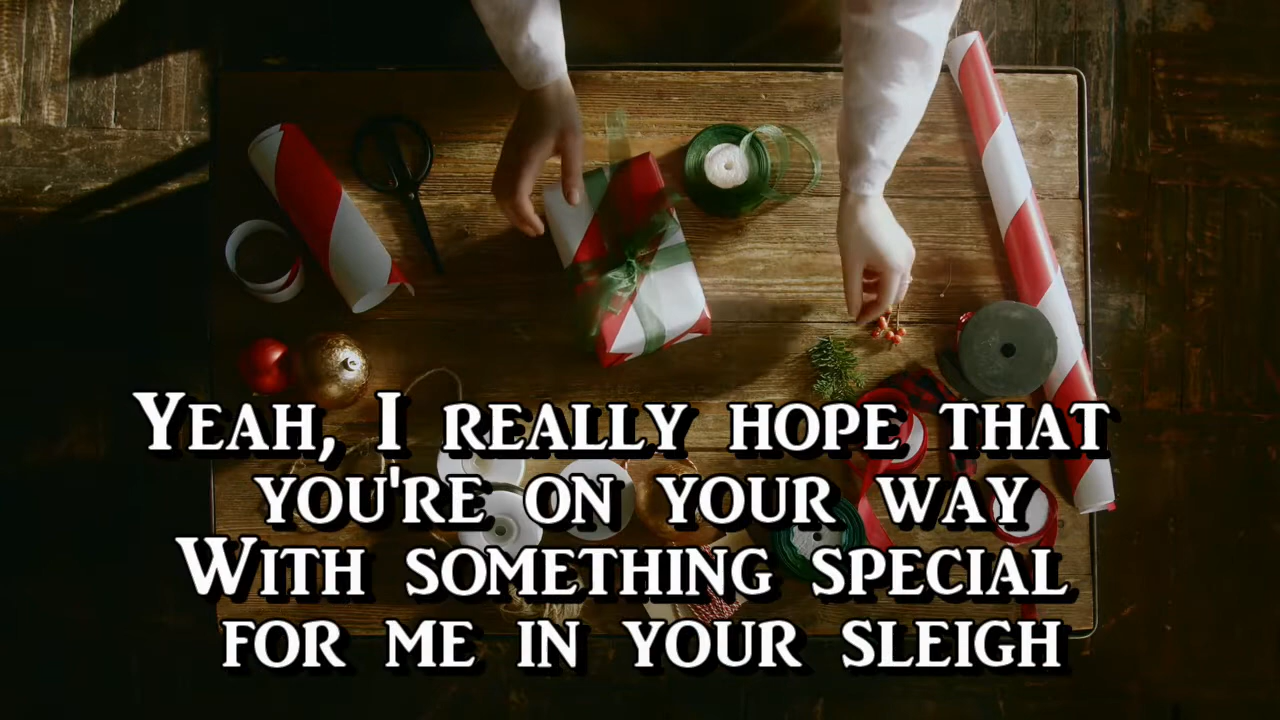 Yeah, I really hope that
you're on your way
With something special
for me in your sleigh